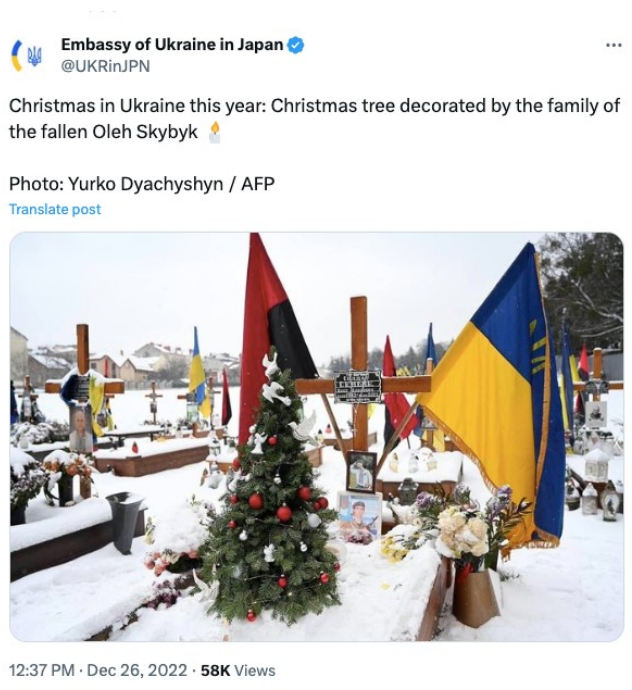 Embassy of Ukraine in Japan
@UKRinJPN
Christmas in Ukraine this year: Christmas tree decorated by the family of
the fallen Oleh Skybyk
Photo: Yurko Dyachyshyn / AFP
Translate post
12:37 PM · Dec 26, 2022 · 58K Views